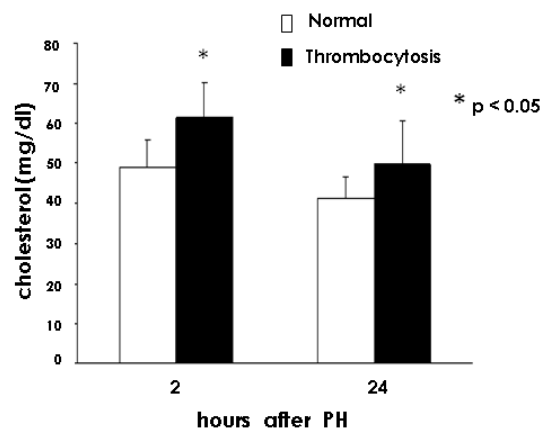 Normal
Thrombocytosis
* p < 0.05
cholesterol(mg/dl)
80
70
60
50
40
30
20
10
0
*
*
2
24
hours after PH